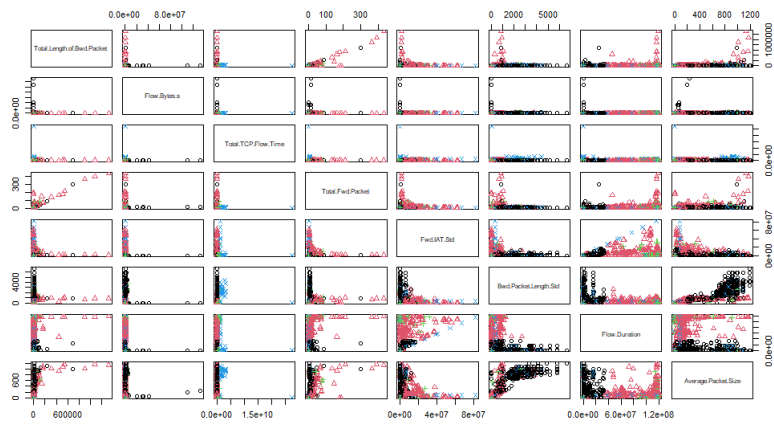 0.0e+00 8.0e+07 0 100 300 0 2000 5000 0 400 800 1200
Total.Length.of.Bwd.Packet
0 1000000
Flow.Bytes.s
0.0e+00
Total.TCP.Flow.Time
0.0e+00
Total.Fwd.Packet
0 300
Fwd.IAT.Std
0e+00 8e+07
Bwd.Packet.Length.Std
4000
Flow.Duration
0.0e+00
Average.Packet.Size
0 600
0 600000 0.0e+00 1.5e+10 0e+00 4e+07 8e+07 0.0e+00 6.0e+07 1.2e+08